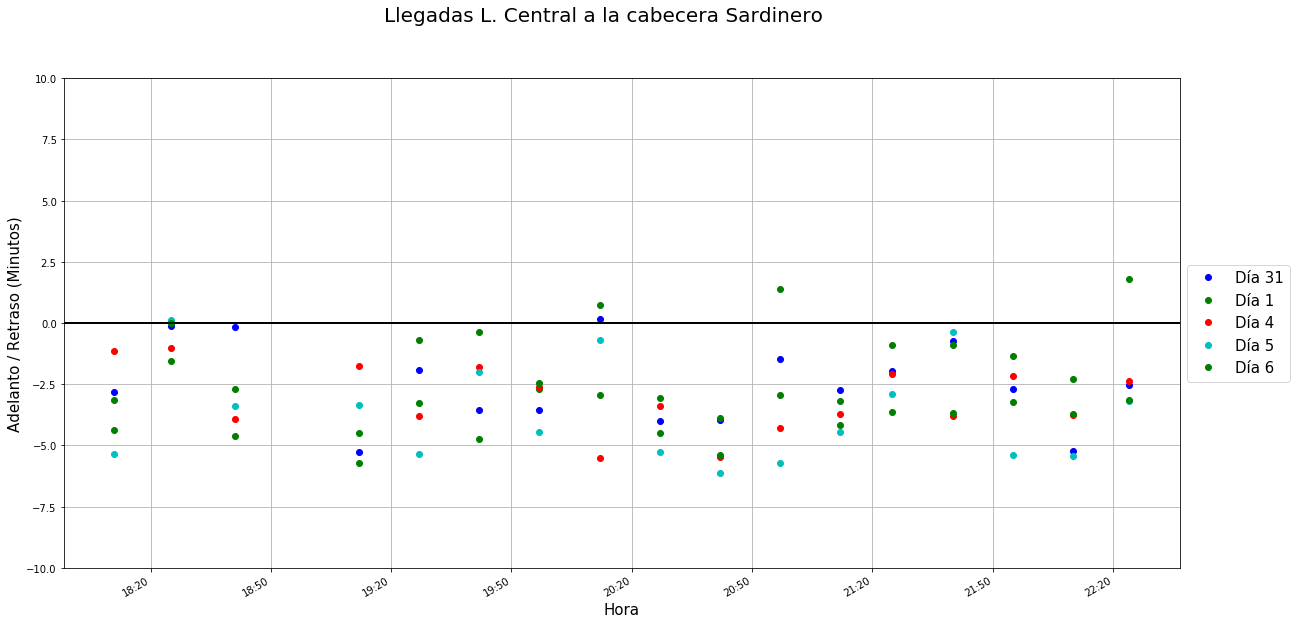 Llegadas L. Central a la cabecera Sardinero
Adelanto / Retraso (Minutos)
10.0
7.5
5.0
2.5
0.0
−2.5
−5.0
−7.5
−10.0
18:20
18:50
19:20
19:50
20:20
20:50
21:20
21:50
22:20
Hora
Día 31
Día 1
Día 4
Día 5
Día 6